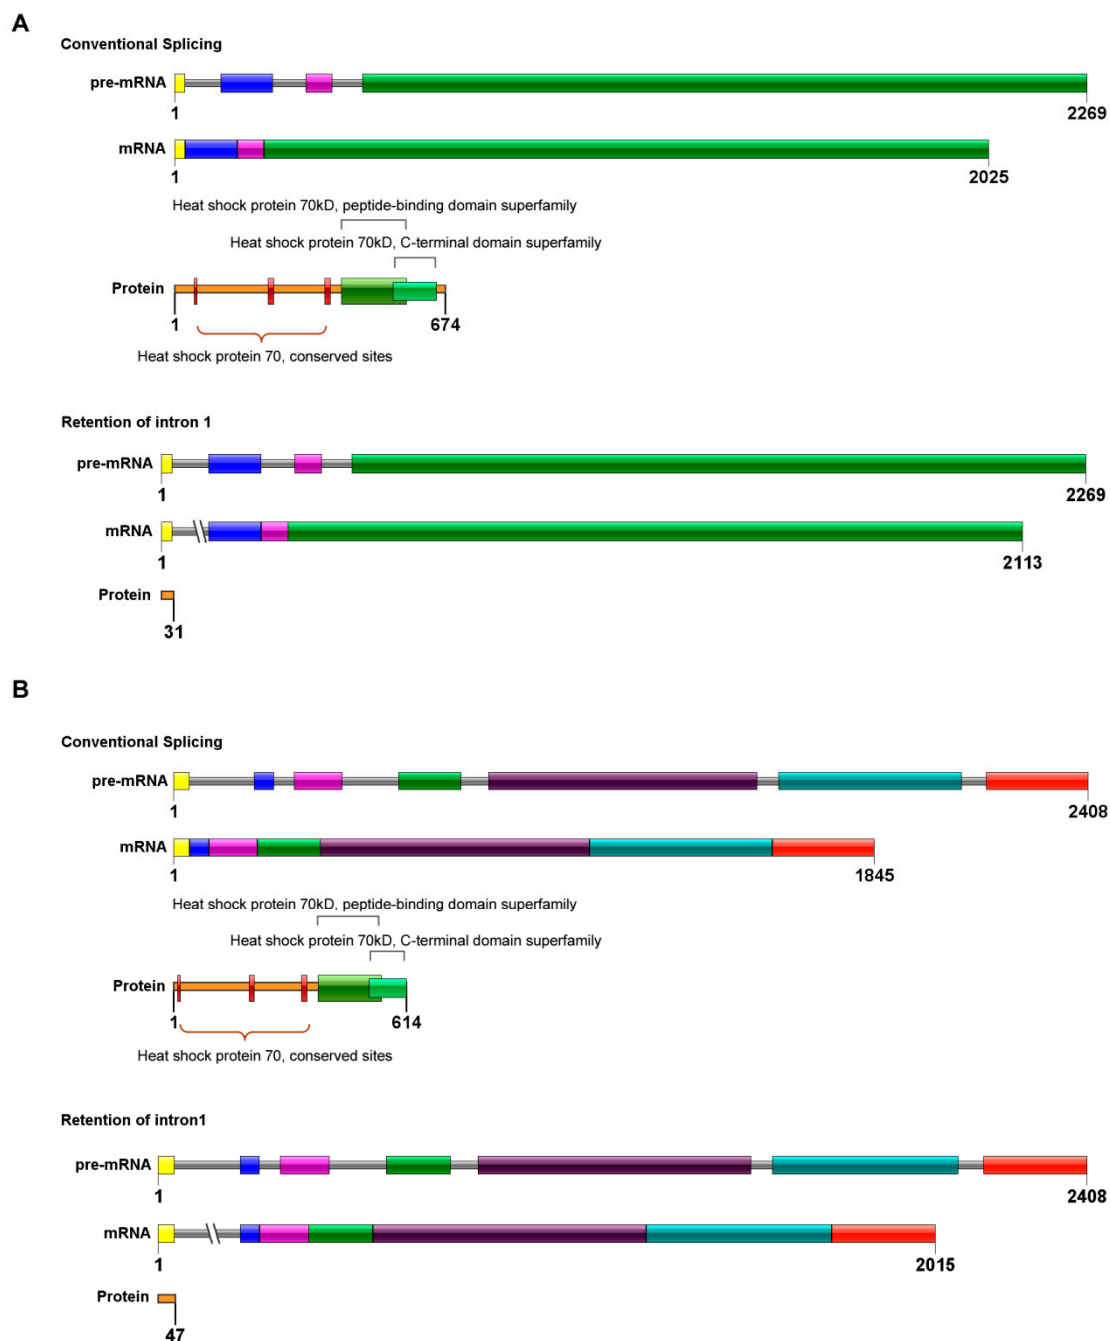 A
Conventional Splicing
pre-mRNA
1
2269
mRNA
1
2025
Heat shock protein 70kD, peptide-binding domain superfamily
Heat shock protein 70kD, C-terminal domain superfamily
Protein
1
674
Heat shock protein 70, conserved sites
Retention of intron 1
pre-mRNA
1
2269
mRNA
1
2113
Protein
31
B
Conventional Splicing
pre-mRNA
1
2408
mRNA
1
1845
Heat shock protein 70kD, peptide-binding domain superfamily
Heat shock protein 70kD, C-terminal domain superfamily
Protein
1
614
Heat shock protein 70, conserved sites
Retention of intron1
pre-mRNA
1
2408
mRNA
1
2015
Protein
47